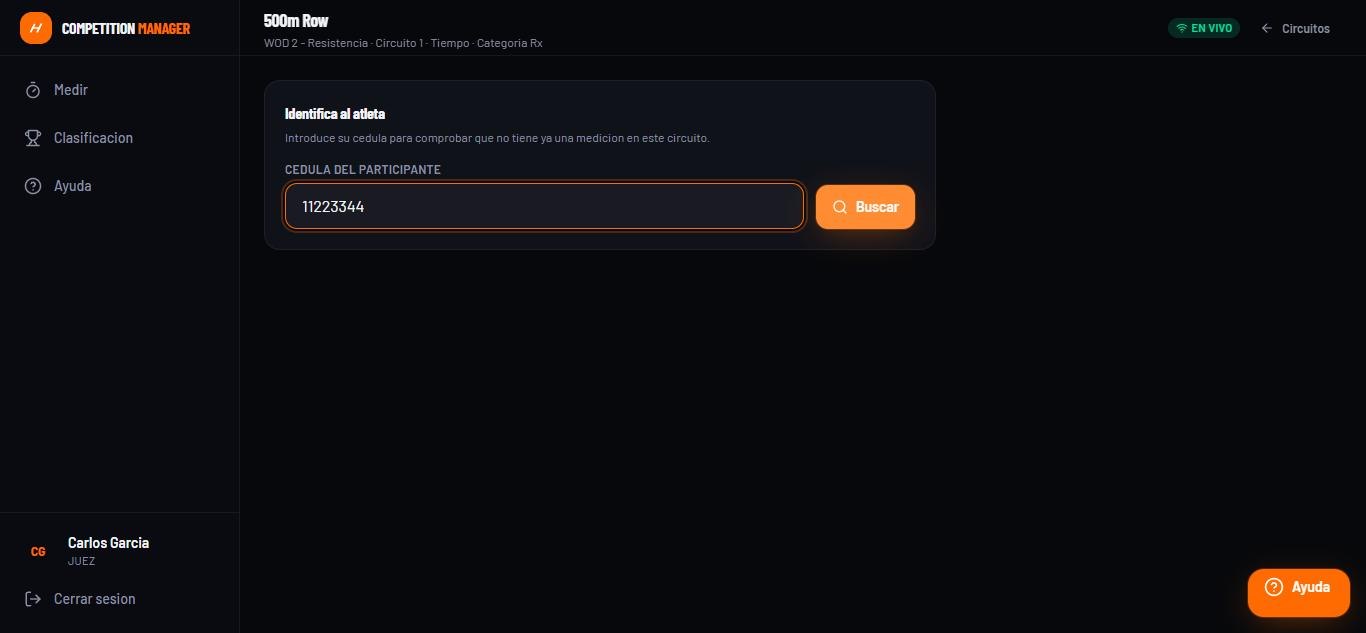 COMPETITION MANAGER
Medir
Clasificacion
Ayuda
Carlos Garcia
CG
JUEZ
Cerrar sesion
500m Row
WOD 2 - Resistencia · Circuito 1 · Tiempo · Categoria Rx
EN VIVO
Circuitos
Identifica al atleta
Introduce su cedula para comprobar que no tiene ya una medicion en este circuito.
CEDULA DEL PARTICIPANTE
11223344
Buscar
Ayuda